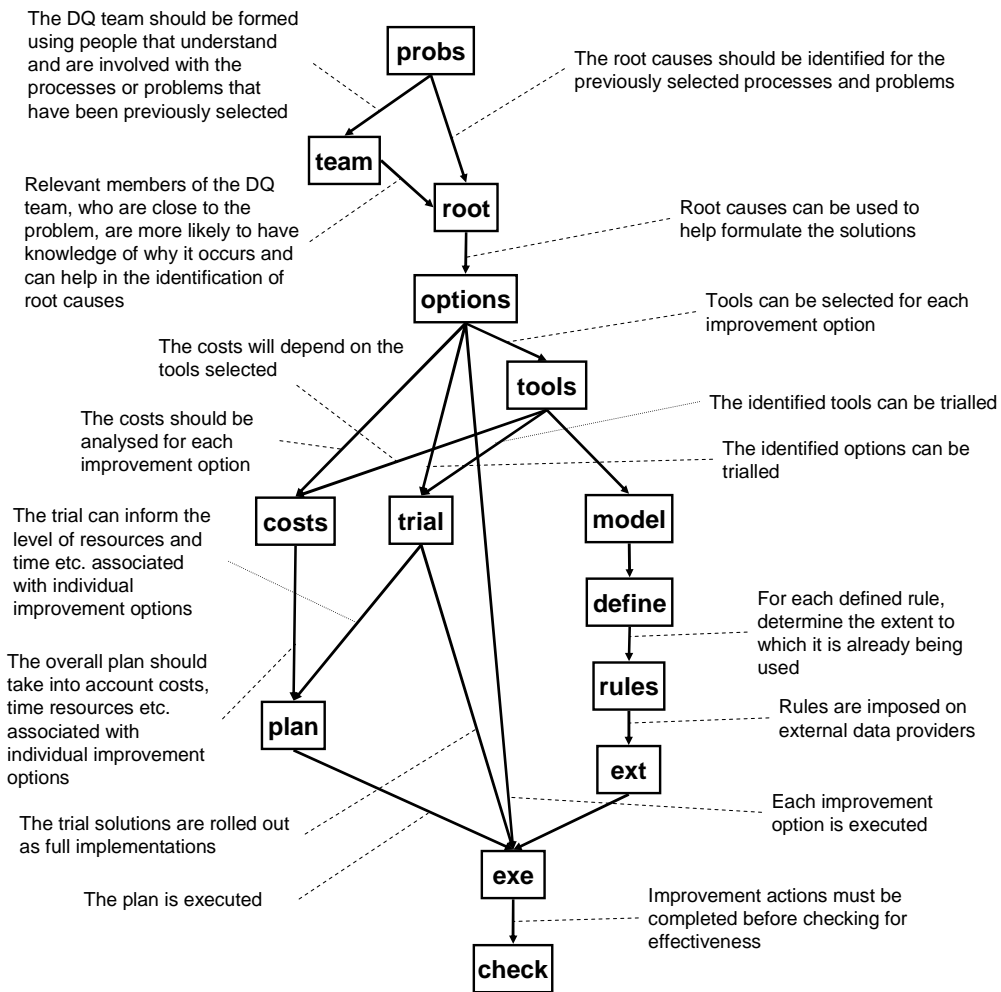 The DQ team should be formed
using people that understand
and are involved with the
processes or problems that
have been previously selected
probs
The root causes should be identified for the
previously selected processes and problems
team
Relevant members of the DQ
team, who are close to the
problem, are more likely to have
knowledge of why it occurs and
can help in the identification of
root causes
root
Root causes can be used to
help formulate the solutions
options
Tools can be selected for each
improvement option
The costs will depend on the
tools selected
tools
The identified tools can be trialled
The costs should be
analysed for each
improvement option
The identified options can be
trialled
costs
trial
model
The trial can inform the
level of resources and
time etc. associated
with individual
improvement options
define
For each defined rule,
determine the extent to
which it is already being
used
The overall plan should
take into account costs,
time resources etc.
associated with
individual improvement
options
rules
plan
Rules are imposed on
external data providers
ext
The trial solutions are rolled out
as full implementations
Each improvement
option is executed
exe
The plan is executed
Improvement actions must be
completed before checking for
effectiveness
check